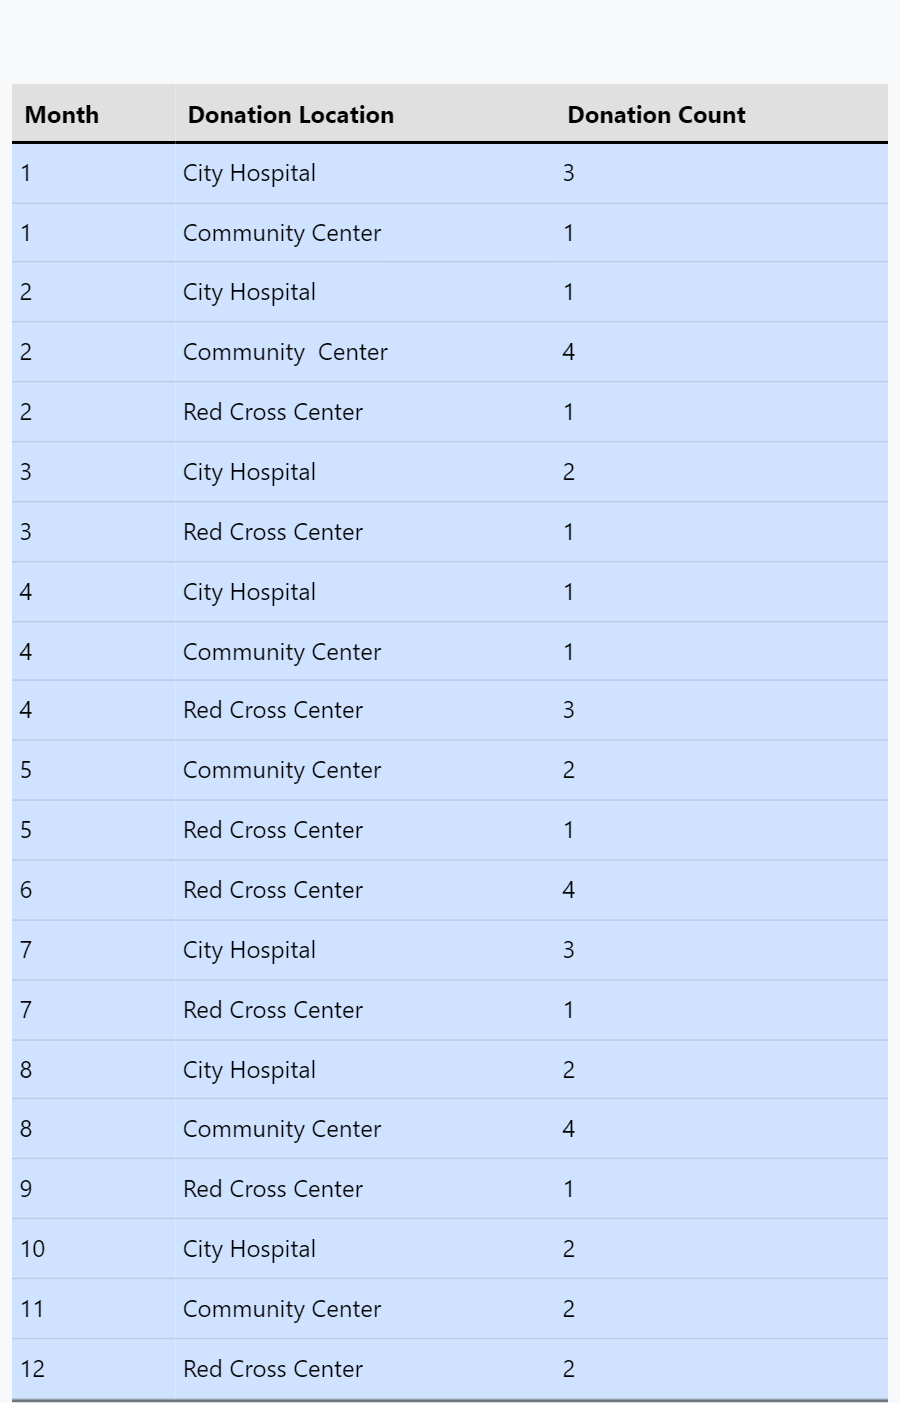 Month Donation Location Donation Count
1 City Hospital 3
1 Community Center 1
2 City Hospital 1
2 Community  Center 4
2 Red Cross Center 1
3 City Hospital 2
3 Red Cross Center 1
4 City Hospital 1
4 Community Center 1
4 Red Cross Center 3
5 Community Center 2
5 Red Cross Center 1
6 Red Cross Center 4
7 City Hospital 3
7 Red Cross Center 1
8 City Hospital 2
8 Community Center 4
9 Red Cross Center 1
10 City Hospital 2
11 Community Center 2
12 Red Cross Center 2